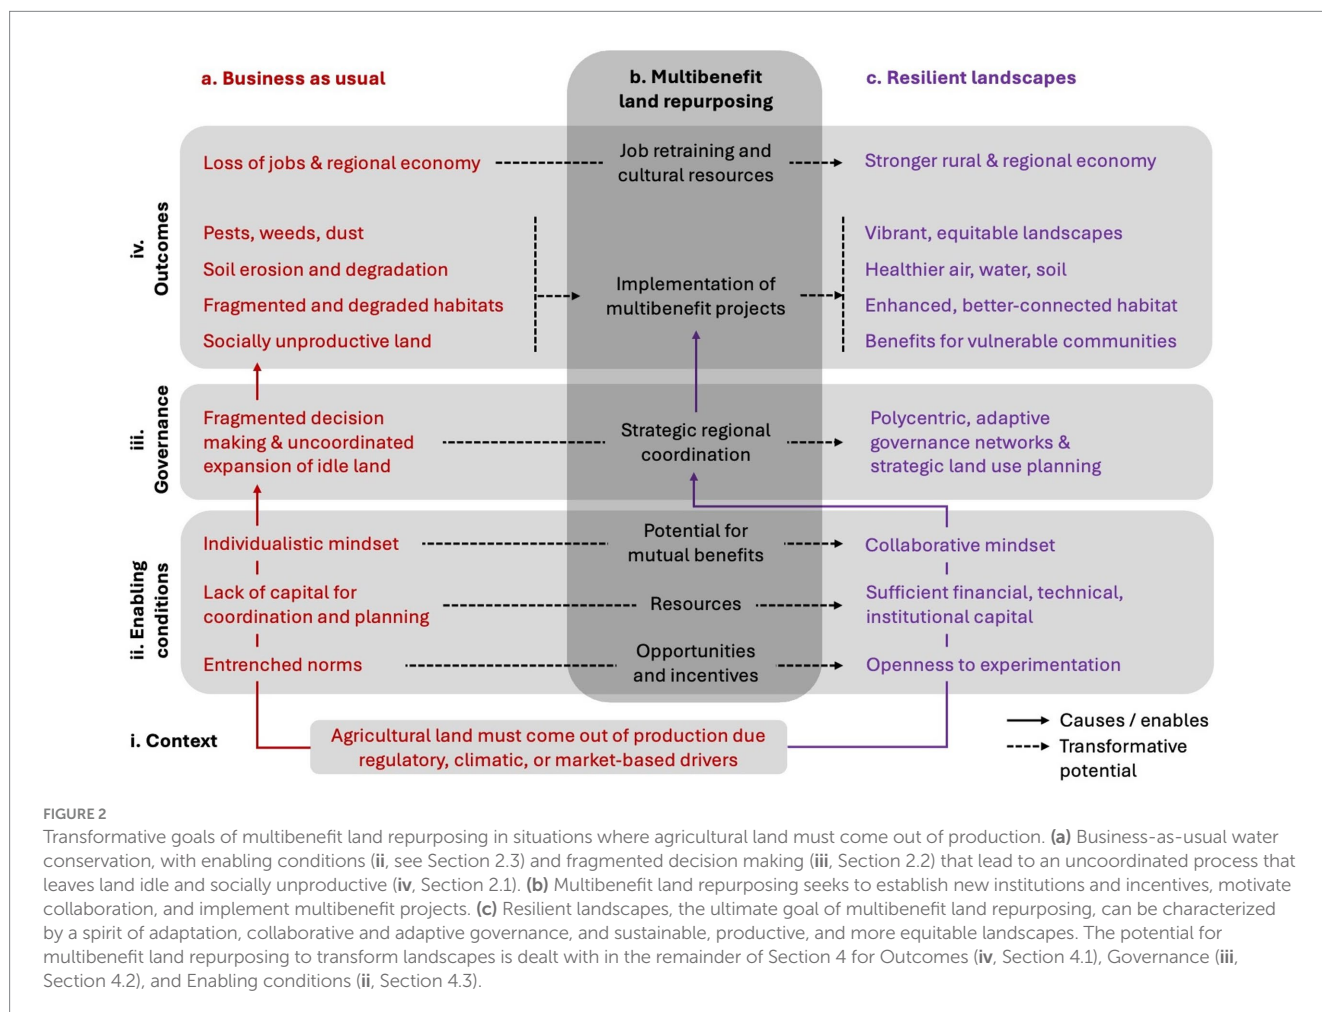 a. Business as usual
b. Multibenefit
land repurposing
c. Resilient landscapes
iv.
Outcomes
Loss of jobs & regional economy
Job retraining and
cultural resources
Stronger rural & regional economy
Pests, weeds, dust
Soil erosion and degradation
Fragmented and degraded habitats
Socially unproductive land
Implementation of
multibenefit projects
Vibrant, equitable landscapes
Healthier air, water, soil
Enhanced, better-connected habitat
Benefits for vulnerable communities
iii.
Governance
Fragmented decision
making & uncoordinated
expansion of idle land
Strategic regional
coordination
Polycentric, adaptive
governance networks &
strategic land use planning
ii. Enabling
conditions
Individualistic mindset
Potential for
mutual benefits
Collaborative mindset
Lack of capital for
coordination and planning
Resources
Sufficient financial, technical,
institutional capital
Entrenched norms
Opportunities
and incentives
Openness to experimentation
i. Context
Agricultural land must come out of production due
regulatory, climatic, or market-based drivers
Causes / enables
Transformative
potential
FIGURE 2
Transformative goals of multibenefit land repurposing in situations where agricultural land must come out of production. (a) Business-as-usual water
conservation, with enabling conditions (ii, see Section 2.3) and fragmented decision making (iii, Section 2.2) that lead to an uncoordinated process that
leaves land idle and socially unproductive (iv, Section 2.1). (b) Multibenefit land repurposing seeks to establish new institutions and incentives, motivate
collaboration, and implement multibenefit projects. (c) Resilient landscapes, the ultimate goal of multibenefit land repurposing, can be characterized
by a spirit of adaptation, collaborative and adaptive governance, and sustainable, productive, and more equitable landscapes. The potential for
multibenefit land repurposing to transform landscapes is dealt with in the remainder of Section 4 for Outcomes (iv, Section 4.1), Governance (iii,
Section 4.2), and Enabling conditions (ii, Section 4.3).